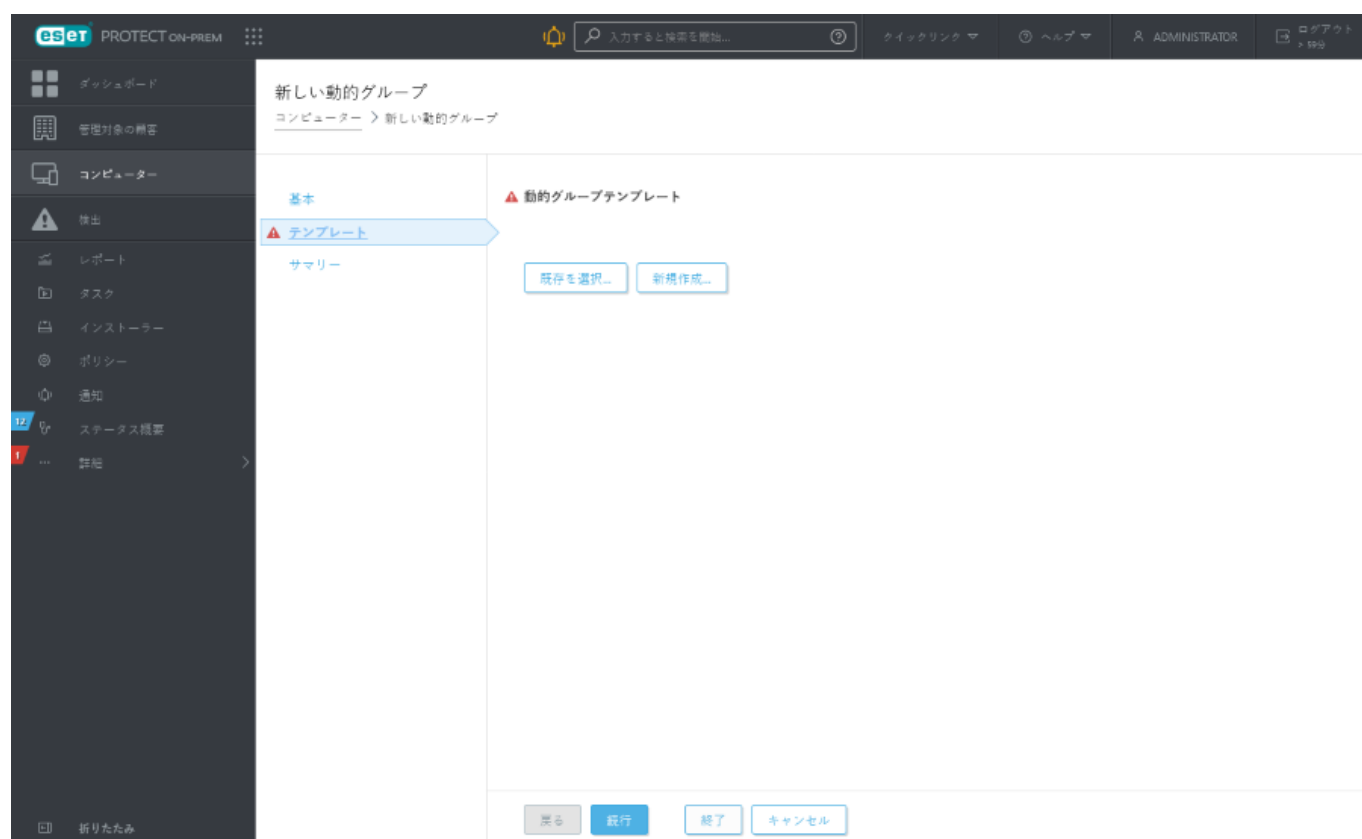 eset PROTECT ON-PREM
入力すると検索を開始...
クイックリンク
ヘルプ
ADMINISTRATOR
ログアウト
> 59分
ダッシュボード
管理対象の顧客
コンピューター
検出
レポート
タスク
インストーラー
ポリシー
通知
12
ステータス概要
1
詳細
折りたたみ
新しい動的グループ
コンピューター > 新しい動的グループ
基本
テンプレート
サマリー
動的グループテンプレート
既存を選択...
新規作成...
戻る
続行
終了
キャンセル